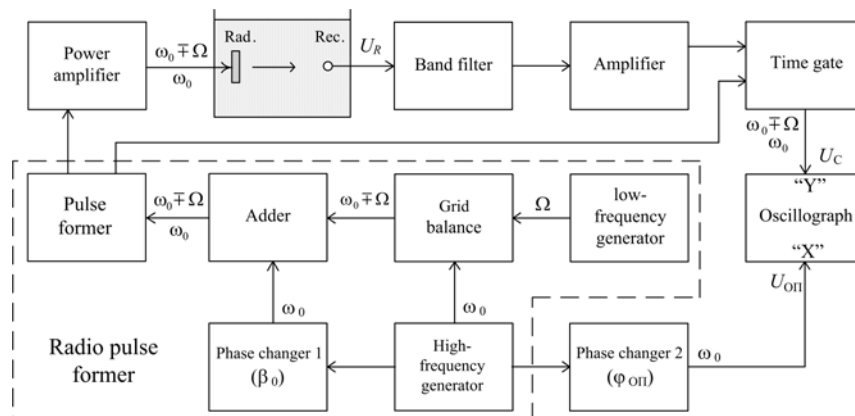 Power
amplifier
ω₀∓Ω
ω₀
Rad.
Rec.
U_R
Band filter
Amplifier
Time gate
ω₀∓Ω
ω₀
U_C
Pulse
former
ω₀∓Ω
ω₀
Adder
ω₀∓Ω
Grid
balance
Ω
low-
frequency
generator
“Y”
Oscillograph
“X”
U_ОП
ω₀
ω₀
Radio pulse
former
Phase changer 1
(β₀)
High-
frequency
generator
Phase changer 2
(φ_ОП)
ω₀